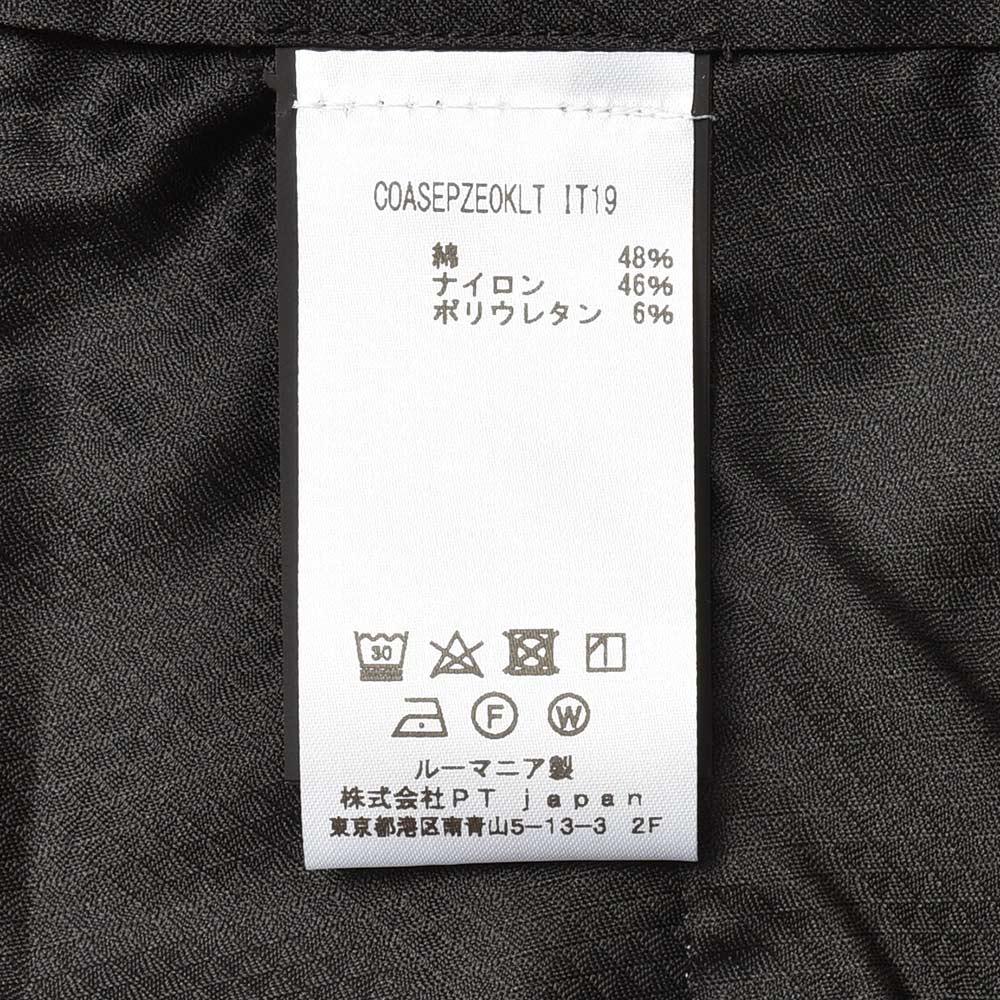 COASEPZEOKLT IT19
綿 48%
ナイロン 46%
ポリウレタン 6%
30
F W
ルーマニア製
株式会社PT japan
東京都港区南青山5-13-3 2F